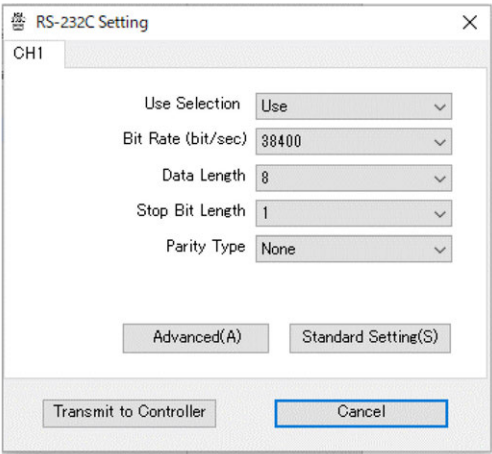 RS-232C Setting
CH1
Use Selection Use
Bit Rate (bit/sec) 38400
Data Length 8
Stop Bit Length 1
Parity Type None
Advanced(A) Standard Setting(S)
Transmit to Controller Cancel